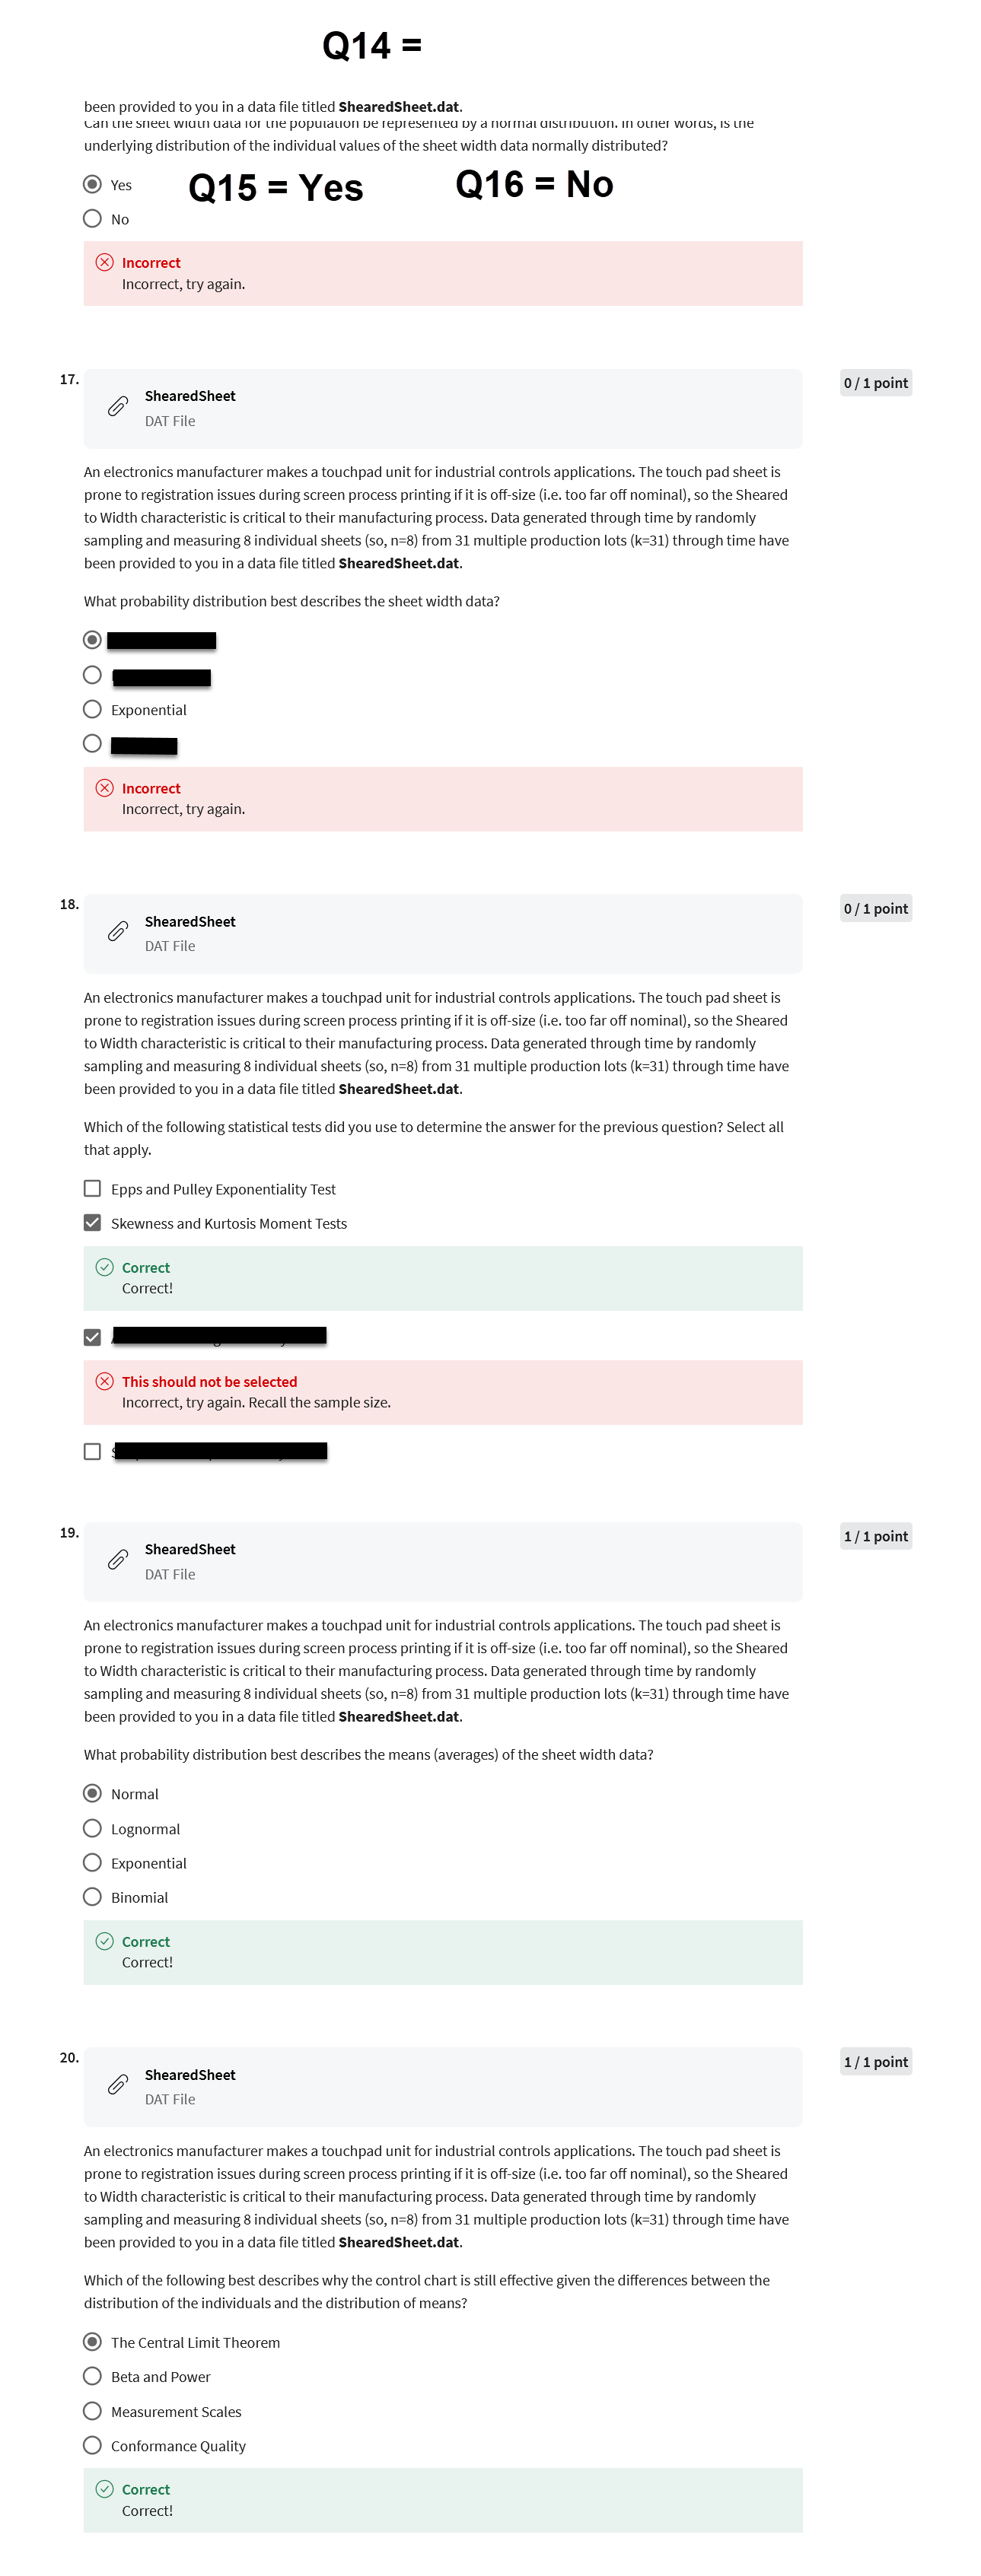 Q14 =
been provided to you in a data file titled ShearedSheet.dat.
Can the sheet width data for the population be represented by a normal distribution. In other words, is the
underlying distribution of the individual values of the sheet width data normally distributed?
Yes
Q15 = Yes
Q16 = No
No
Incorrect
Incorrect, try again.
17.
SharedSheet
DAT File
0 / 1 point
An electronics manufacturer makes a touchpad unit for industrial controls applications. The touch pad sheet is
prone to registration issues during screen process printing if it is off-size (i.e. too far off nominal), so the Sheared
to Width characteristic is critical to their manufacturing process. Data generated through time by randomly
sampling and measuring 8 individual sheets (so, n=8) from 31 multiple production lots (k=31) through time have
been provided to you in a data file titled ShearedSheet.dat.
What probability distribution best describes the sheet width data?
Exponential
Incorrect
Incorrect, try again.
18.
ShearedSheet
DAT File
0 / 1 point
An electronics manufacturer makes a touchpad unit for industrial controls applications. The touch pad sheet is
prone to registration issues during screen process printing if it is off-size (i.e. too far off nominal), so the Sheared
to Width characteristic is critical to their manufacturing process. Data generated through time by randomly
sampling and measuring 8 individual sheets (so, n=8) from 31 multiple production lots (k=31) through time have
been provided to you in a data file titled ShearedSheet.dat.
Which of the following statistical tests did you use to determine the answer for the previous question? Select all
that apply.
Epps and Pulley Exponentiality Test
Skewness and Kurtosis Moment Tests
Correct
Correct!
This should not be selected
Incorrect, try again. Recall the sample size.
19.
ShearedSheet
DAT File
1 / 1 point
An electronics manufacturer makes a touchpad unit for industrial controls applications. The touch pad sheet is
prone to registration issues during screen process printing if it is off-size (i.e. too far off nominal), so the Sheared
to Width characteristic is critical to their manufacturing process. Data generated through time by randomly
sampling and measuring 8 individual sheets (so, n=8) from 31 multiple production lots (k=31) through time have
been provided to you in a data file titled ShearedSheet.dat.
What probability distribution best describes the means (averages) of the sheet width data?
Normal
Lognormal
Exponential
Binomial
Correct
Correct!
20.
ShearedSheet
DAT File
1 / 1 point
An electronics manufacturer makes a touchpad unit for industrial controls applications. The touch pad sheet is
prone to registration issues during screen process printing if it is off-size (i.e. too far off nominal), so the Sheared
to Width characteristic is critical to their manufacturing process. Data generated through time by randomly
sampling and measuring 8 individual sheets (so, n=8) from 31 multiple production lots (k=31) through time have
been provided to you in a data file titled ShearedSheet.dat.
Which of the following best describes why the control chart is still effective given the differences between the
distribution of the individuals and the distribution of means?
The Central Limit Theorem
Beta and Power
Measurement Scales
Conformance Quality
Correct
Correct!